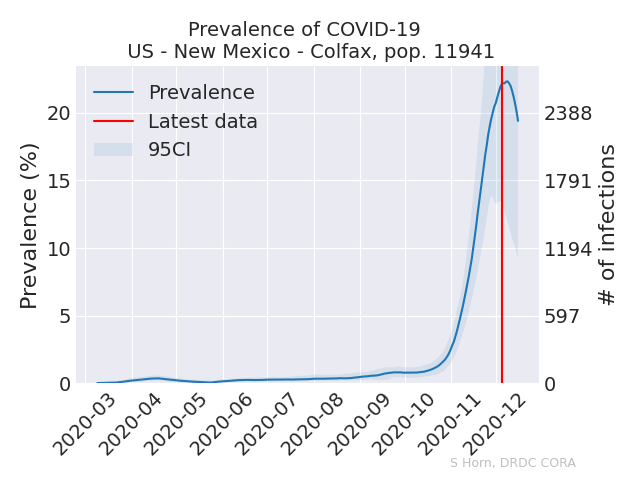 Prevalence of COVID-19
US - New Mexico - Colfax, pop. 11941
Prevalence
Latest data
95CI
Prevalence (%)
20
15
10
5
0
2388
1791
1194
597
0
# of infections
2020-03
2020-04
2020-05
2020-06
2020-07
2020-08
2020-09
2020-10
2020-11
2020-12
S Horn, DRDC CORA